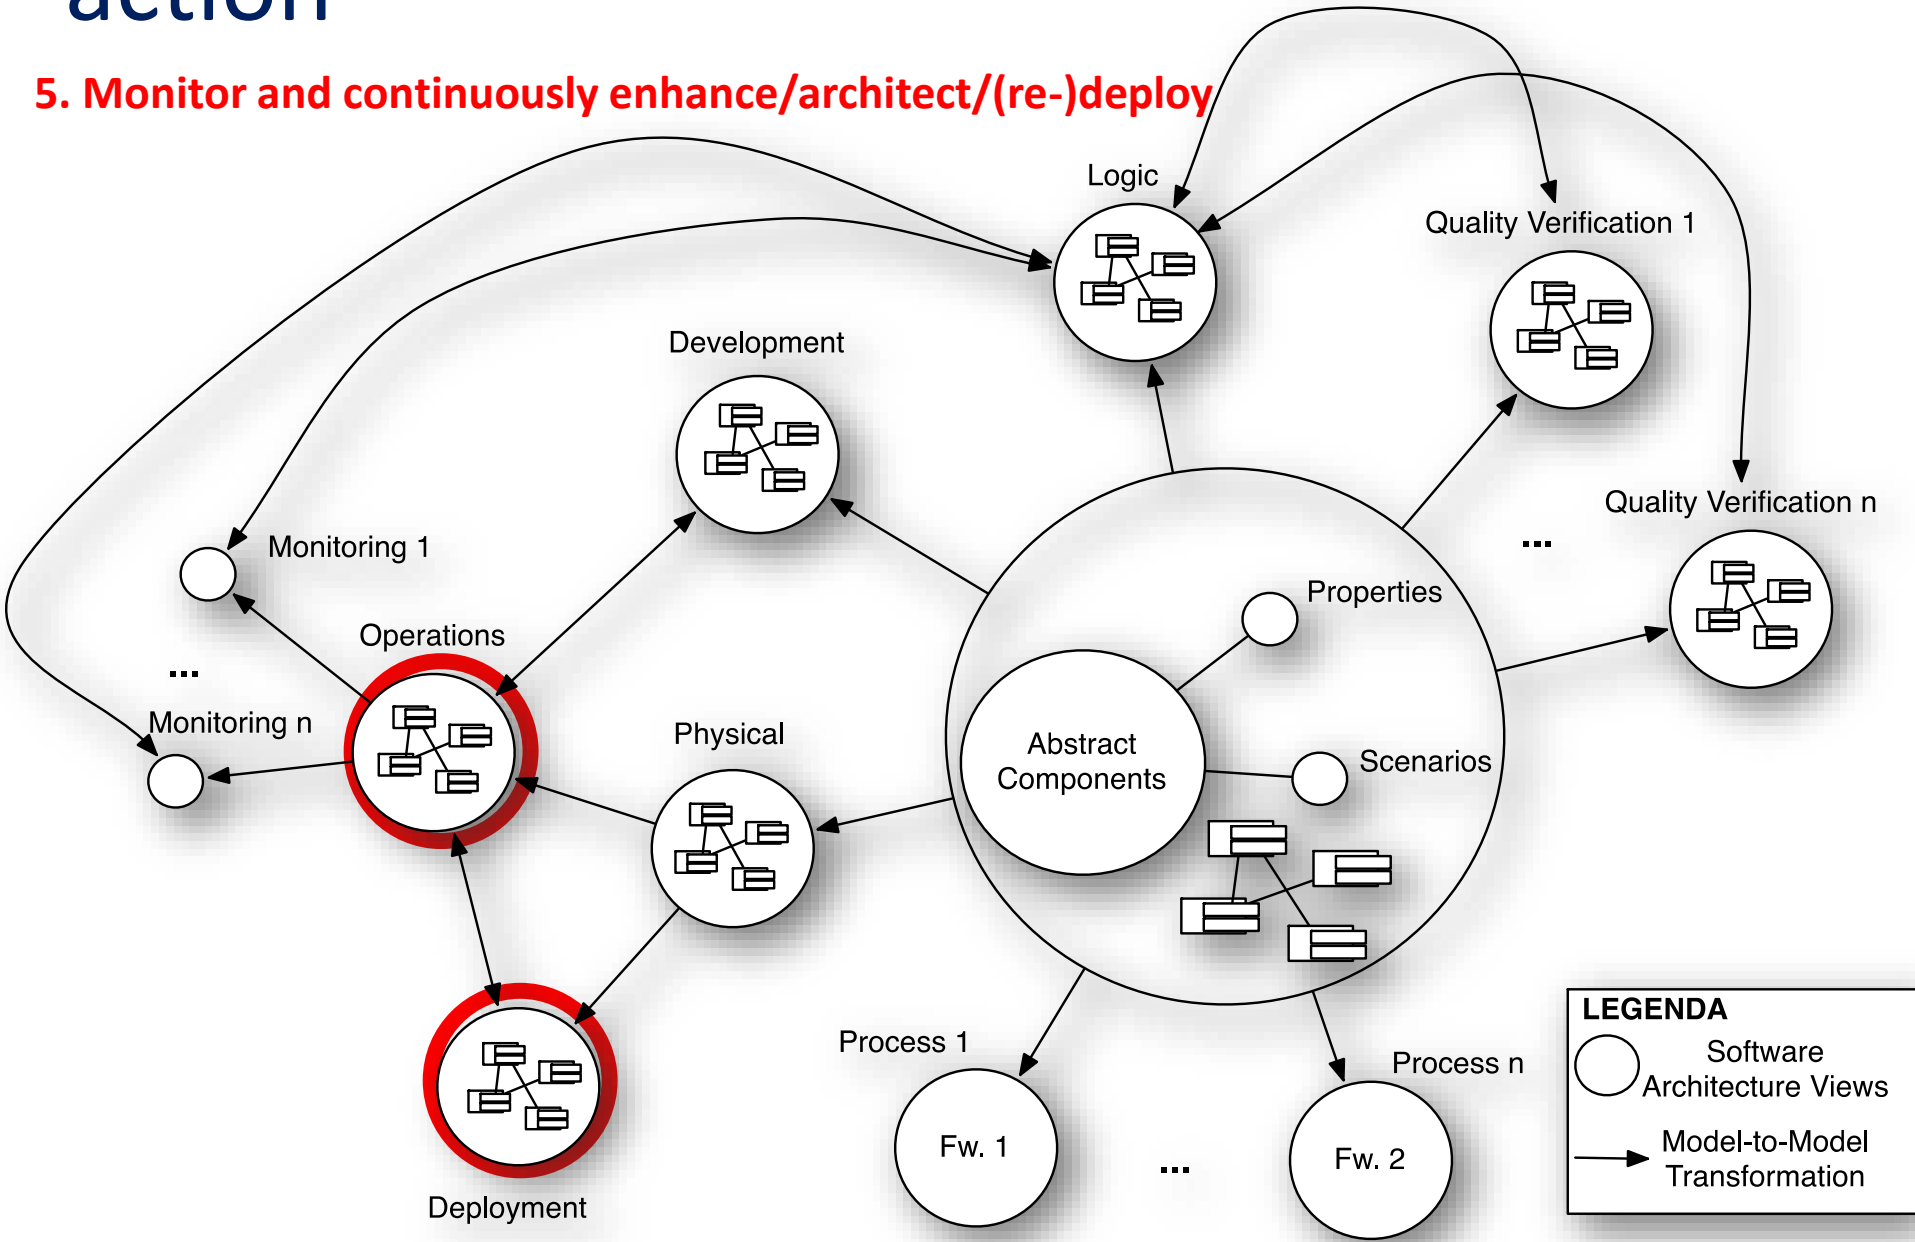 action
5. Monitor and continuously enhance/architect/(re-)deploy
Logic
Quality Verification 1
Development
Quality Verification n
...
Monitoring 1
Properties
Operations
...
Monitoring n
Physical
Abstract
Components
Scenarios
Process 1
Process n
Fw. 1
...
Fw. 2
Deployment
LEGENDA
Software
Architecture Views
Model-to-Model
Transformation